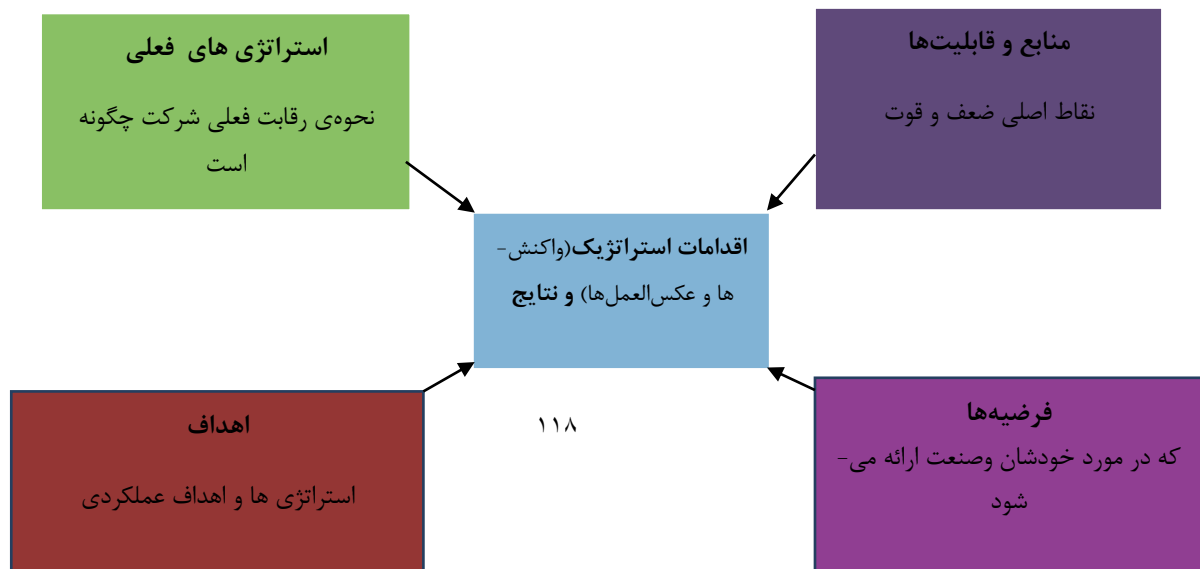 منابع و قابلیت‌ها
نقاط اصلی ضعف و قوت
استراتژی های فعلی
نحوه‌ی رقابت فعلی شرکت چگونه
است
اقدامات استراتژیک(واکنش-
ها و عکس‌العمل‌ها) و نتایج
فرضیه‌ها
که در مورد خودشان وصنعت ارائه می-
شود
اهداف
استراتژی ها و اهداف عملکردی
۱۱۸